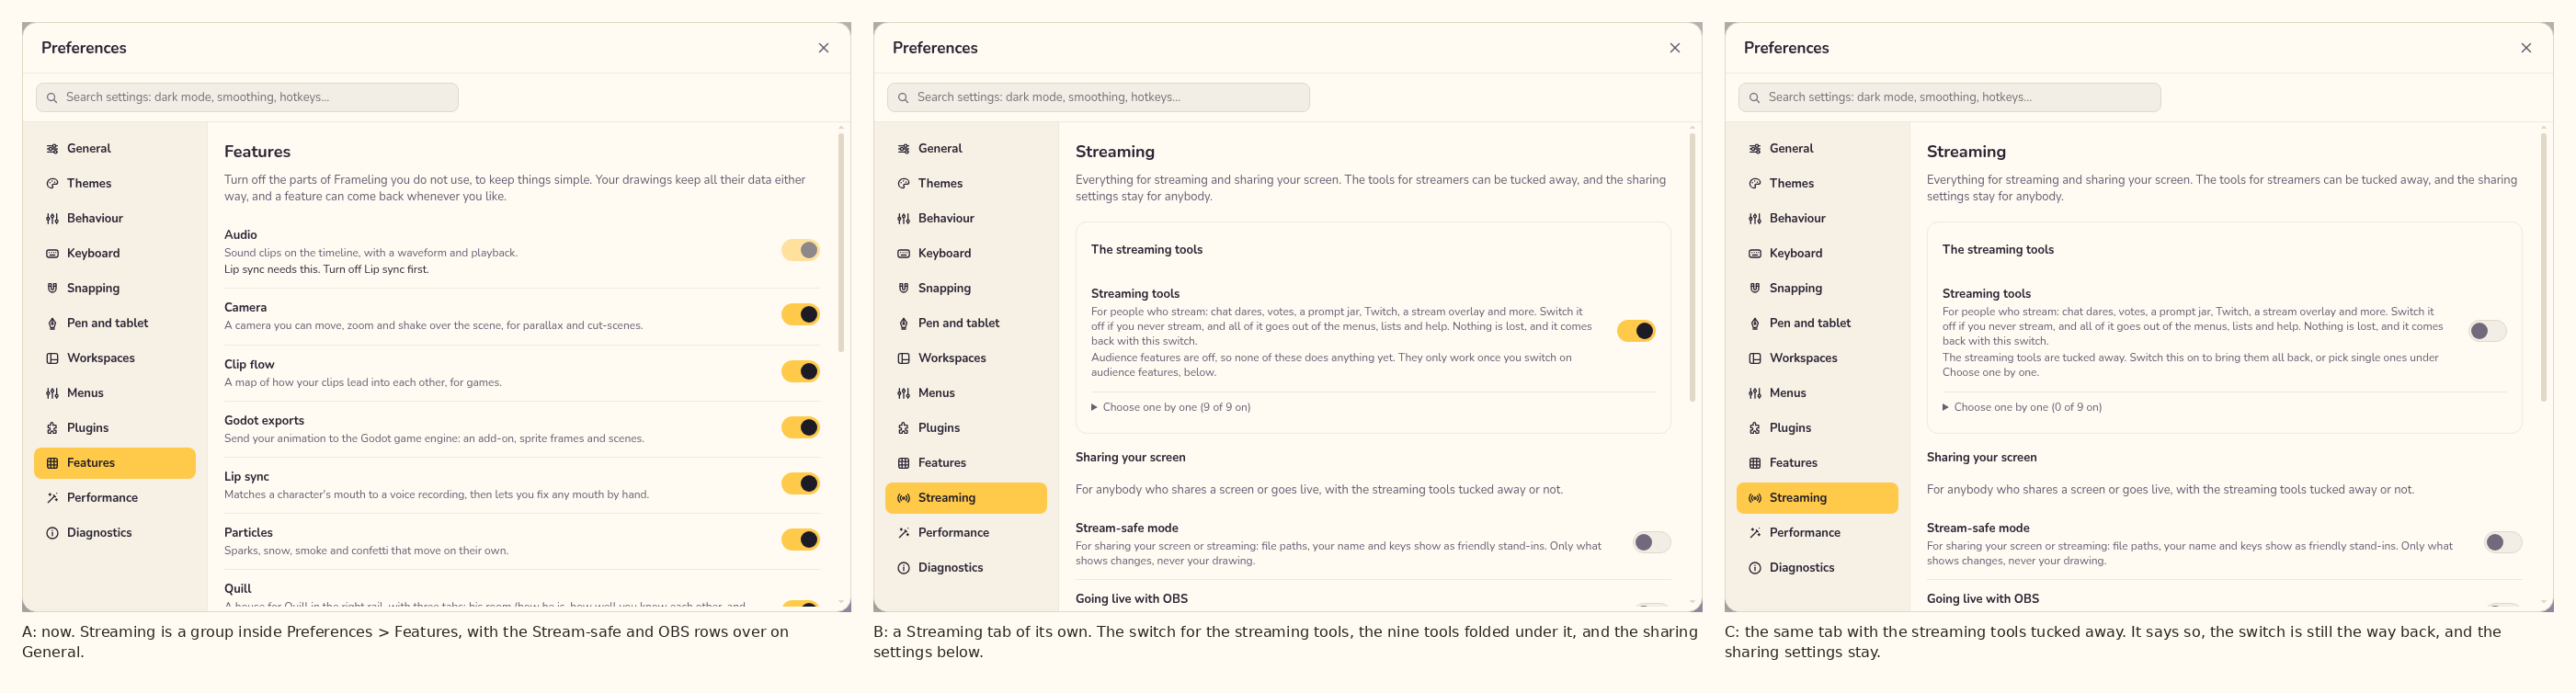 Preferences
Search settings: dark mode, smoothing, hotkeys...
General
Themes
Behaviour
Keyboard
Snapping
Pen and tablet
Workspaces
Menus
Plugins
Features
Performance
Diagnostics
Features
Turn off the parts of Frameling you do not use, to keep things simple. Your drawings keep all their data either
way, and a feature can come back whenever you like.
Audio
Sound clips on the timeline, with a waveform and playback.
Lip sync needs this. Turn off Lip sync first.
Camera
A camera you can move, zoom and shake over the scene, for parallax and cut-scenes.
Clip flow
A map of how your clips lead into each other, for games.
Godot exports
Send your animation to the Godot game engine: an add-on, sprite frames and scenes.
Lip sync
Matches a character's mouth to a voice recording, then lets you fix any mouth by hand.
Particles
Sparks, snow, smoke and confetti that move on their own.
Quill
A house for Quill in the right rail, with three tabs: his room (how he is, how well you know each other, and
A: now. Streaming is a group inside Preferences > Features, with the Stream-safe and OBS rows over on
General.
Preferences
Search settings: dark mode, smoothing, hotkeys...
General
Themes
Behaviour
Keyboard
Snapping
Pen and tablet
Workspaces
Menus
Plugins
Features
Streaming
Performance
Diagnostics
Streaming
Everything for streaming and sharing your screen. The tools for streamers can be tucked away, and the sharing
settings stay for anybody.
The streaming tools
Streaming tools
For people who stream: chat dares, votes, a prompt jar, Twitch, a stream overlay and more. Switch it
off if you never stream, and all of it goes out of the menus, lists and help. Nothing is lost, and it comes
back with this switch.
Audience features are off, so none of these does anything yet. They only work once you switch on
audience features, below.
Choose one by one (9 of 9 on)
Sharing your screen
For anybody who shares a screen or goes live, with the streaming tools tucked away or not.
Stream-safe mode
For sharing your screen or streaming: file paths, your name and keys show as friendly stand-ins. Only what
shows changes, never your drawing.
Going live with OBS
B: a Streaming tab of its own. The switch for the streaming tools, the nine tools folded under it, and the sharing
settings below.
Preferences
Search settings: dark mode, smoothing, hotkeys...
General
Themes
Behaviour
Keyboard
Snapping
Pen and tablet
Workspaces
Menus
Plugins
Features
Streaming
Performance
Diagnostics
Streaming
Everything for streaming and sharing your screen. The tools for streamers can be tucked away, and the sharing
settings stay for anybody.
The streaming tools
Streaming tools
For people who stream: chat dares, votes, a prompt jar, Twitch, a stream overlay and more. Switch it
off if you never stream, and all of it goes out of the menus, lists and help. Nothing is lost, and it comes
back with this switch.
The streaming tools are tucked away. Switch this on to bring them all back, or pick single ones under
Choose one by one.
Choose one by one (0 of 9 on)
Sharing your screen
For anybody who shares a screen or goes live, with the streaming tools tucked away or not.
Stream-safe mode
For sharing your screen or streaming: file paths, your name and keys show as friendly stand-ins. Only what
shows changes, never your drawing.
Going live with OBS
C: the same tab with the streaming tools tucked away. It says so, the switch is still the way back, and the
sharing settings stay.